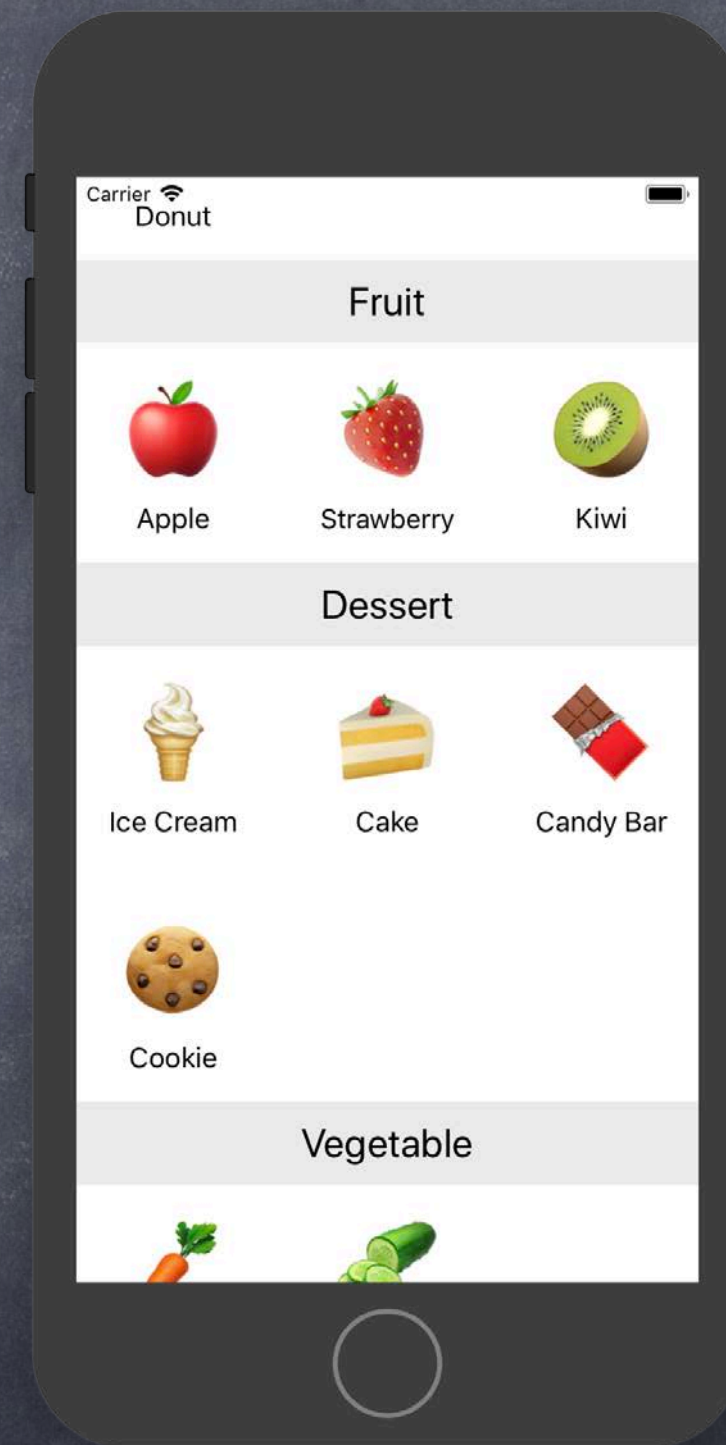 Carrier
Donut
Fruit
Apple Strawberry Kiwi
Dessert
Ice Cream Cake Candy Bar
Cookie
Vegetable